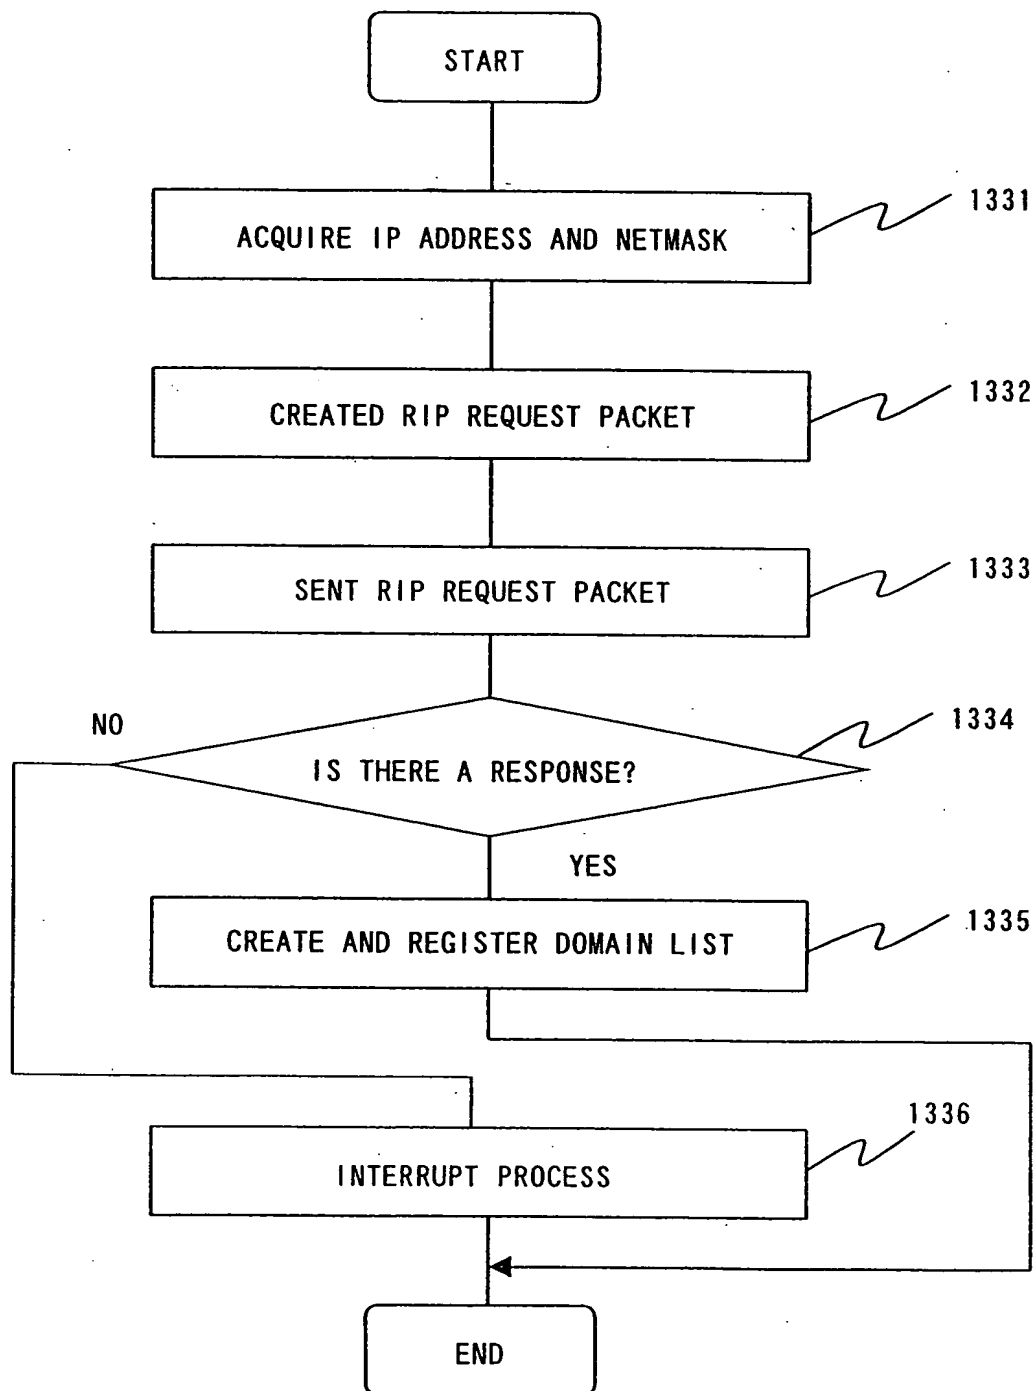 START
1331
ACQUIRE IP ADDRESS AND NETMASK
1332
CREATED RIP REQUEST PACKET
1333
SENT RIP REQUEST PACKET
1334
NO
IS THERE A RESPONSE?
YES
1335
CREATE AND REGISTER DOMAIN LIST
1336
INTERRUPT PROCESS
END